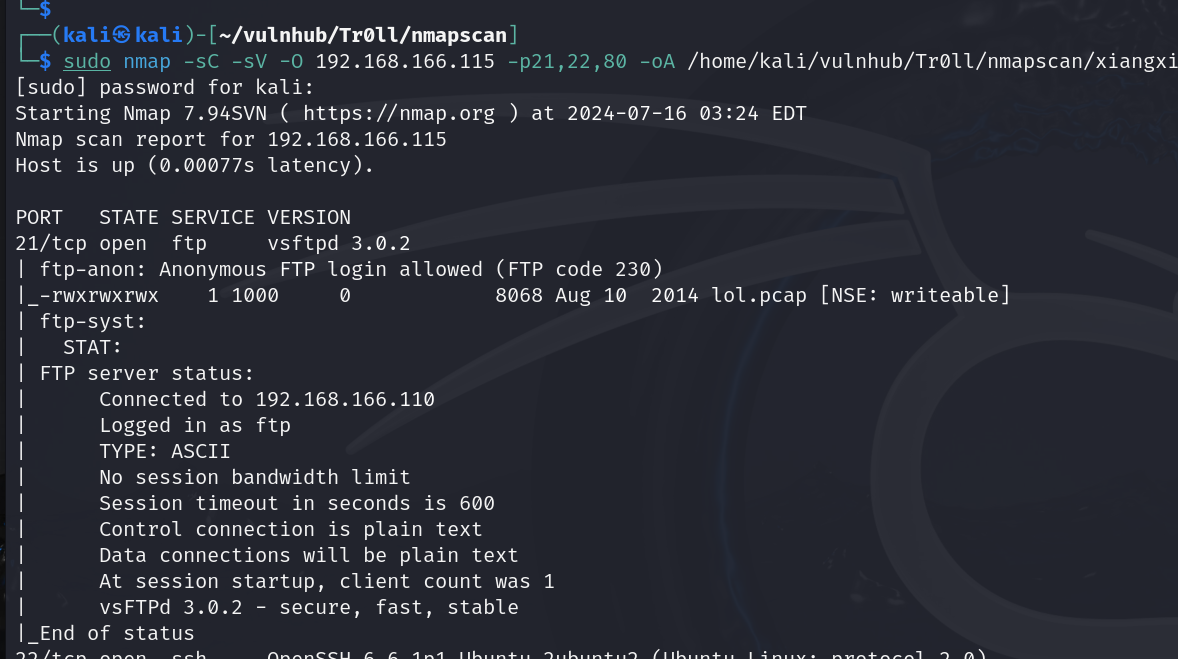 └─$
┌──(kali㉿kali)-[~/vulnhub/Tr0ll/nmapscan]
└─$ sudo nmap -sC -sV -O 192.168.166.115 -p21,22,80 -oA /home/kali/vulnhub/Tr0ll/nmapscan/xiangxi
[sudo] password for kali:
Starting Nmap 7.94SVN ( https://nmap.org ) at 2024-07-16 03:24 EDT
Nmap scan report for 192.168.166.115
Host is up (0.00077s latency).

PORT   STATE SERVICE VERSION
21/tcp open  ftp     vsftpd 3.0.2
| ftp-anon: Anonymous FTP login allowed (FTP code 230)
|_-rwxrwxrwx    1 1000     0            8068 Aug 10  2014 lol.pcap [NSE: writeable]
| ftp-syst:
|   STAT:
| FTP server status:
|      Connected to 192.168.166.110
|      Logged in as ftp
|      TYPE: ASCII
|      No session bandwidth limit
|      Session timeout in seconds is 600
|      Control connection is plain text
|      Data connections will be plain text
|      At session startup, client count was 1
|      vsFTPd 3.0.2 - secure, fast, stable
|_End of status
22/tcp open  ssh     OpenSSH 6.6.1p1 Ubuntu 2ubuntu2 (Ubuntu Linux; protocol 2.0)